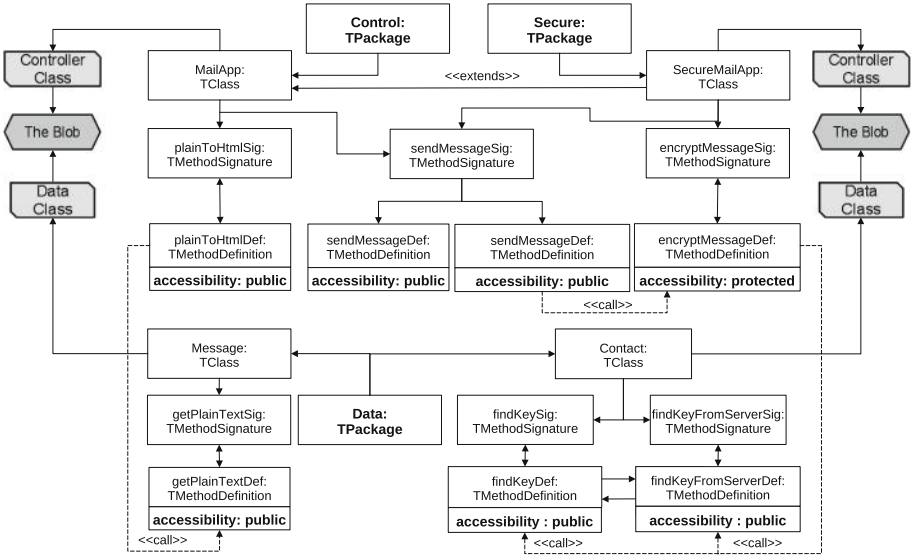 Control:
TPackage
Secure:
TPackage
Controller
Class
MailApp:
TClass
<<extends>>
SecureMailApp:
TClass
Controller
Class
The Blob
plainToHtmlSig:
TMethodSignature
sendMessageSig:
TMethodSignature
encryptMessageSig:
TMethodSignature
The Blob
Data
Class
Data
Class
plainToHtmlDef:
TMethodDefinition
accessibility: public
sendMessageDef:
TMethodDefinition
accessibility: public
sendMessageDef:
TMethodDefinition
accessibility: public
encryptMessageDef:
TMethodDefinition
accessibility: protected
<<call>>
Message:
TClass
Contact:
TClass
getPlainTextSig:
TMethodSignature
Data:
TPackage
findKeySig:
TMethodSignature
findKeyFromServerSig:
TMethodSignature
getPlainTextDef:
TMethodDefinition
accessibility: public
findKeyDef:
TMethodDefinition
accessibility : public
findKeyFromServerDef:
TMethodDefinition
accessibility : public
<<call>>
<<call>>
<<call>>